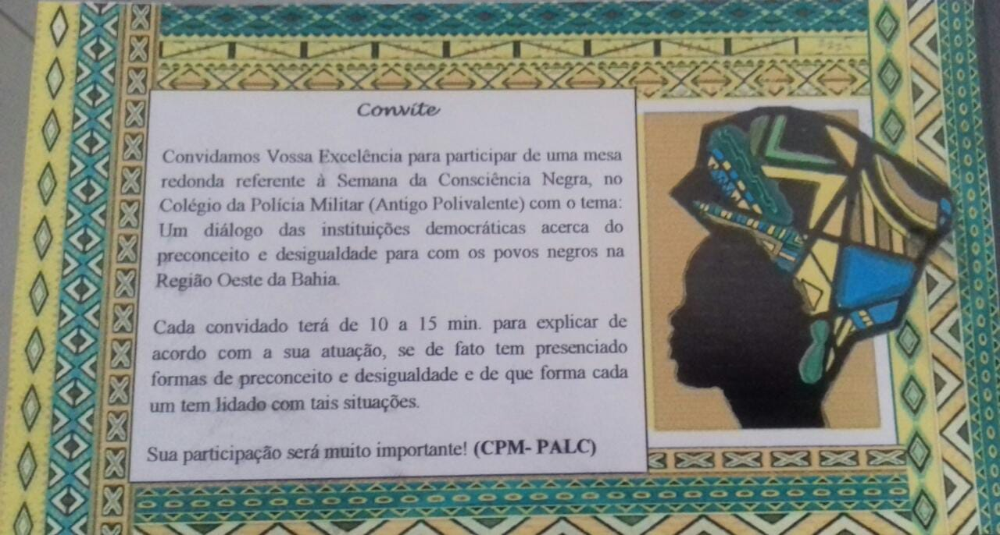 Convite
Convidamos Vossa Excelência para participar de uma mesa
redonda referente à Semana da Consciência Negra, no
Colégio da Polícia Militar (Antigo Polivalente) com o tema:
Um diálogo das instituições democráticas acerca do
preconceito e desigualdade para com os povos negros na
Região Oeste da Bahia.
Cada convidado terá de 10 a 15 min. para explicar de
acordo com a sua atuação, se de fato tem presenciado
formas de preconceito e desigualdade e de que forma cada
um tem lidado com tais situações.
Sua participação será muito importante! (CPM- PALC)